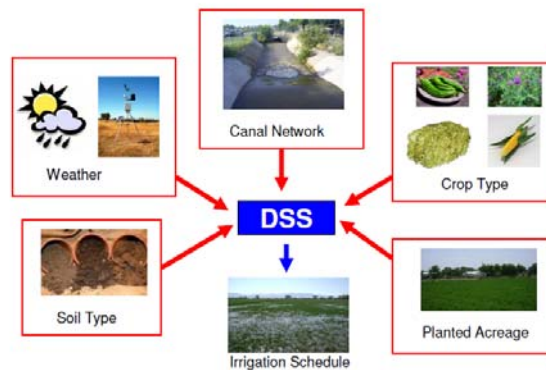 Canal Network
Weather
Crop Type
DSS
Soil Type
Planted Acreage
Irrigation Schedule